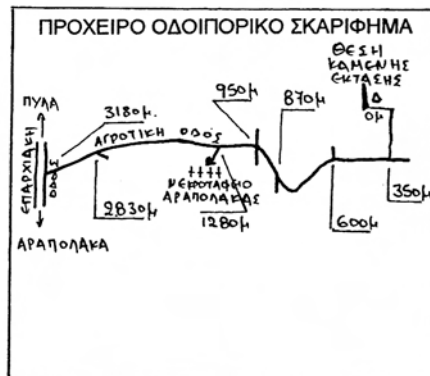 ΠΡΟΧΕΙΡΟ ΟΔΟΙΠΟΡΙΚΟ ΣΚΑΡΙΦΗΜΑ
ΘΕΣΗ
ΚΑΜΕΝΗΣ
ΕΚΤΑΣΗΣ
Δ
0μ
ΠΥΛΑ
3180μ.
950μ
870μ
ΑΓΡΟΤΙΚΗ ΟΔΟΣ
ΕΠΑΡΧΙΑΚΗ
ΟΔΟΣ
ΝΕΚΡΟΤΑΦΕΙΟ
ΑΡΑΠΟΛΑΚΑΣ
350μ
2830μ
1280μ
600μ
ΑΡΑΠΟΛΑΚΑ